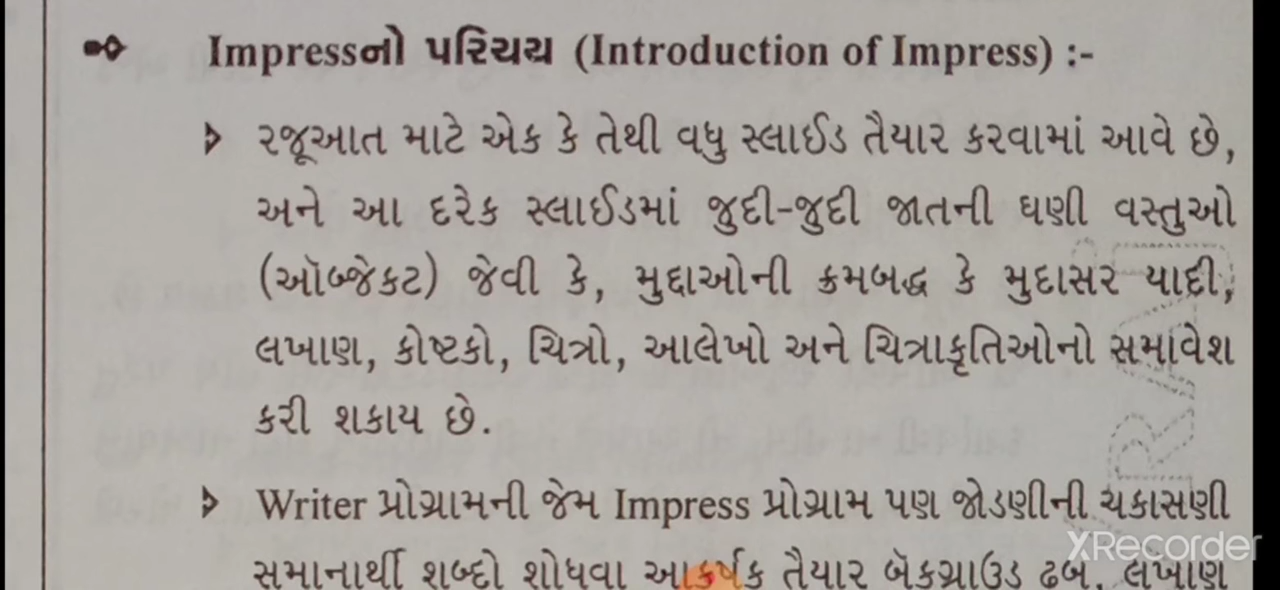 Impressનો પરિચય (Introduction of Impress) :-
રજૂઆત માટે એક કે તેથી વધુ સ્લાઈડ તૈયાર કરવામાં આવે છે,
અને આ દરેક સ્લાઈડમાં જુદી-જુદી જાતની ઘણી વસ્તુઓ
(ઑબ્જેકટ) જેવી કે, મુદ્દાઓની ક્રમબદ્ધ કે મુદાસર યાદી,
લખાણ, કોષ્ટકો, ચિત્રો, આલેખો અને ચિત્રાકૃતિઓનો સમાવેશ
કરી શકાય છે.
Writer પ્રોગ્રામની જેમ Impress પ્રોગ્રામ પણ જોડણીની ચકાસણી
XRecorder
સમાનાર્થી શબ્દો શોધવા આકર્ષક તૈયાર બૅકગ્રાઉડ ઢબ, લખાણ